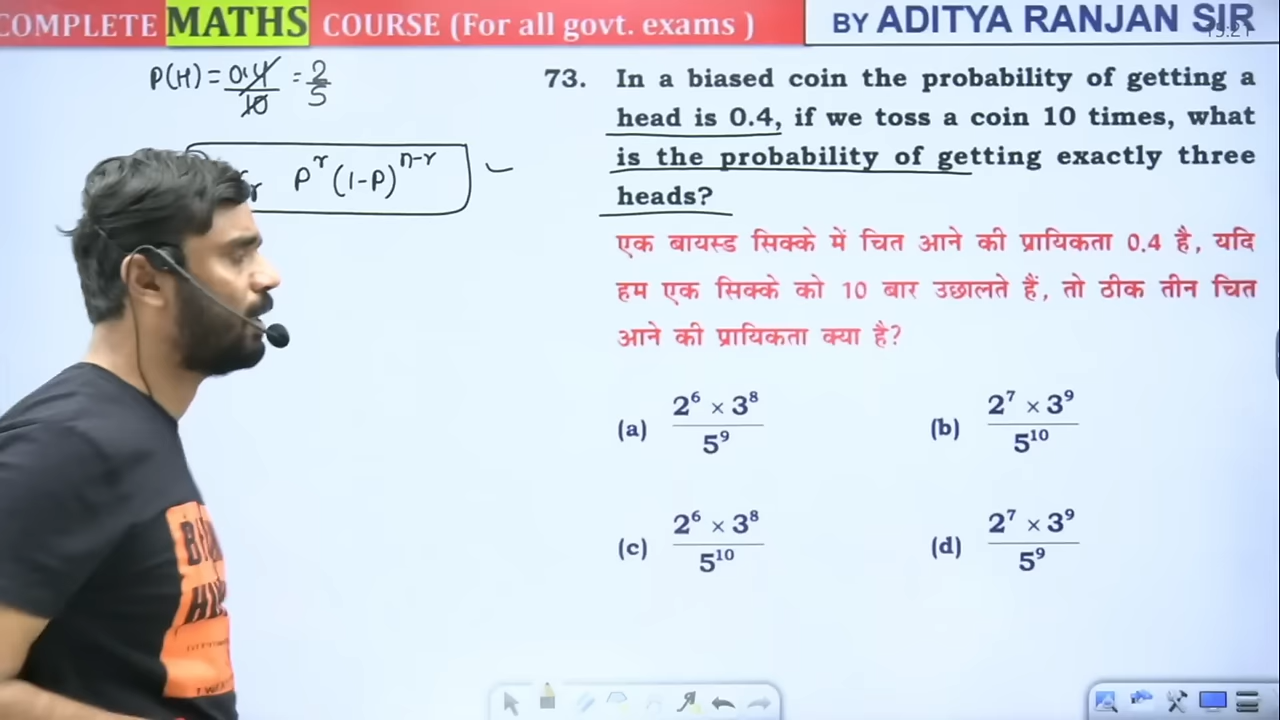 COMPLETE MATHS COURSE (For all govt. exams )
BY ADITYA RANJAN SIR
P(H) = 0.4/10 = 2/5
r P^r (1-P)^n-r
73. In a biased coin the probability of getting a
head is 0.4, if we toss a coin 10 times, what
is the probability of getting exactly three
heads?
एक बायस्ड सिक्के में चित आने की प्रायिकता 0.4 है, यदि
हम एक सिक्के को 10 बार उछालते हैं, तो ठीक तीन चित
आने की प्रायिकता क्या है?
(a) 2^6 × 3^8 / 5^9
(b) 2^7 × 3^9 / 5^10
(c) 2^6 × 3^8 / 5^10
(d) 2^7 × 3^9 / 5^9